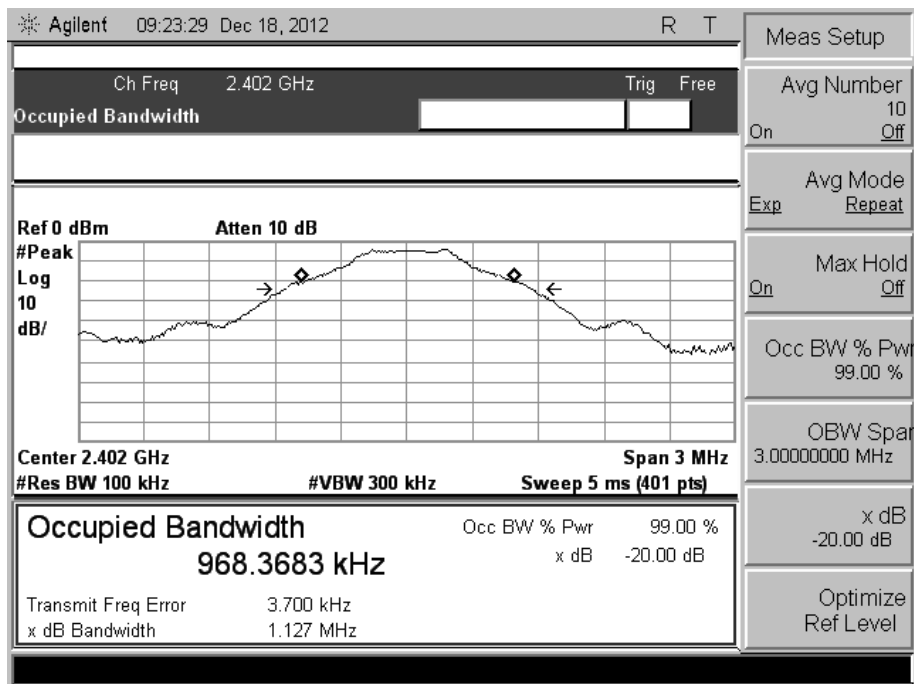 Agilent 09:23:29 Dec 18, 2012 R T
Ch Freq 2.402 GHz Trig Free
Occupied Bandwidth
Ref 0 dBm Atten 10 dB
#Peak
Log
10
dB/
Center 2.402 GHz Span 3 MHz
#Res BW 100 kHz #VBW 300 kHz Sweep 5 ms (401 pts)
Occupied Bandwidth Occ BW % Pwr 99.00 %
968.3683 kHz x dB -20.00 dB
Transmit Freq Error 3.700 kHz
x dB Bandwidth 1.127 MHz
Meas Setup
Avg Number
10
On Off
Avg Mode
Exp Repeat
Max Hold
On Off
Occ BW % Pwr
99.00 %
OBW Span
3.00000000 MHz
x dB
-20.00 dB
Optimize
Ref Level